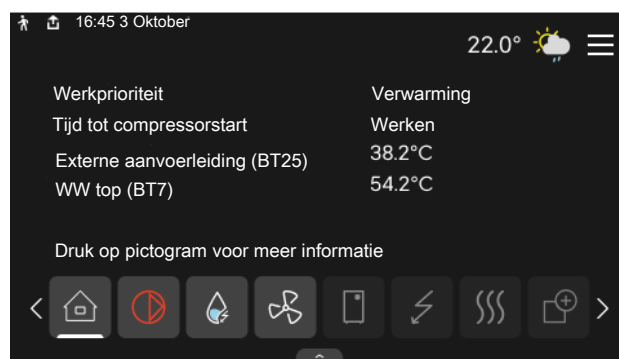 16:45 3 Oktober
22.0°
Werkprioriteit Verwarming
Tijd tot compressorstart Werken
Externe aanvoerleiding (BT25) 38.2°C
WW top (BT7) 54.2°C
Druk op pictogram voor meer informatie